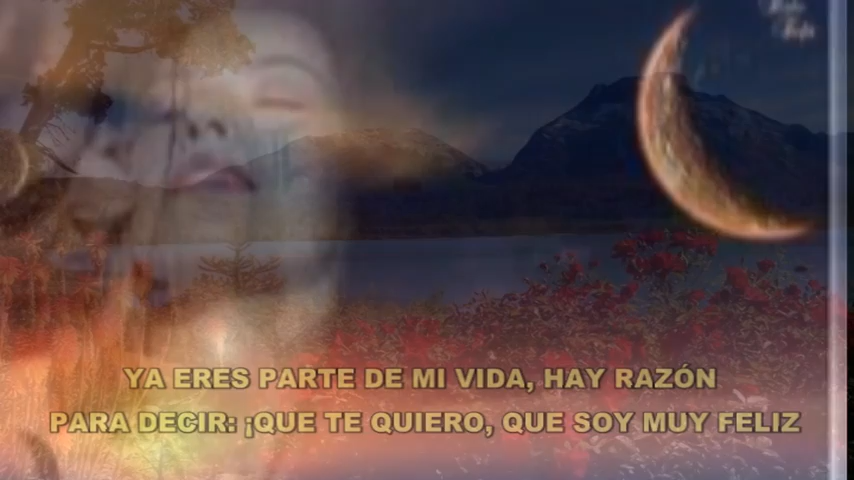 YA ERES PARTE DE MI VIDA, HAY RAZÓN
PARA DECIR: ¡QUE TE QUIERO, QUE SOY MUY FELIZ